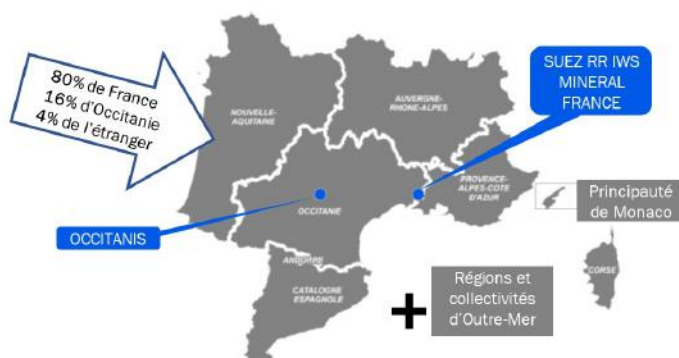 80% de France
16% d'Occitanie
4% de l'étranger
SUEZ RR IWS
MINERAL
FRANCE
NOUVELLE-
AQUITAINE
AUVERGNE-
RHONE-ALPES
PROVENCE-
ALPES-COTE
D'AZUR
Principauté
de Monaco
OCCITANIE
OCCITANIS
ANDORRE
CATALOGNE
ESPAGNOLE
CORSE
+
Régions et
collectivités
d'Outre-Mer